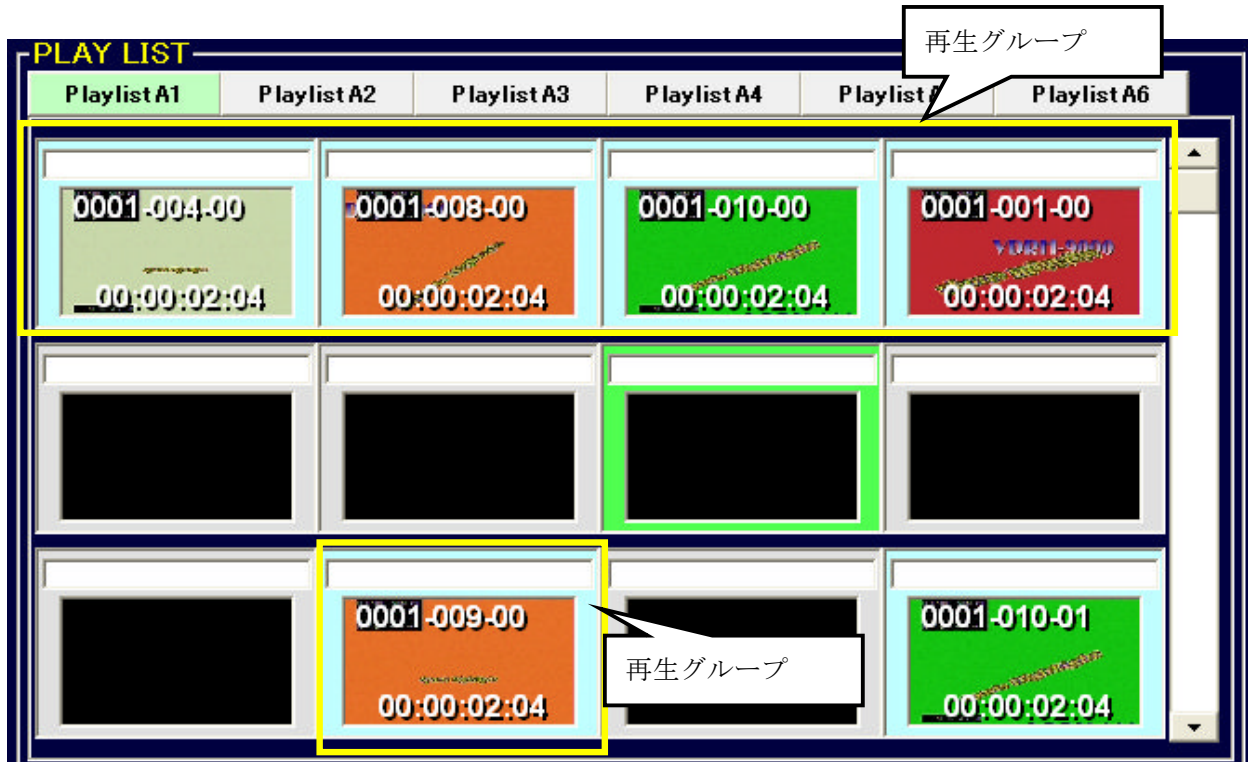 再生グループ
PLAY LIST
Playlist A1
Playlist A2
Playlist A3
Playlist A4
Playlist
Playlist A6
0001-004-00
00:00:02:04
0001-008-00
00:00:02:04
0001-010-00
00:00:02:04
0001-001-00
00:00:02:04
0001-009-00
00:00:02:04
再生グループ
0001-010-01
00:00:02:04